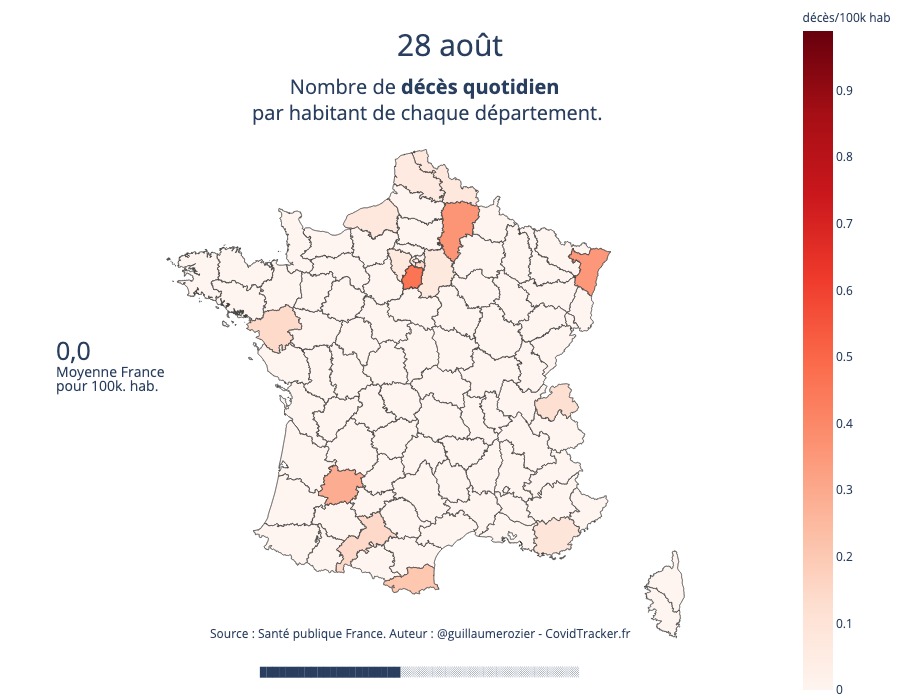 décès/100k hab
28 août
Nombre de décès quotidien
par habitant de chaque département.
0.9
0.8
0.7
0.6
0.5
0.4
0.3
0.2
0.1
0
0,0
Moyenne France
pour 100k. hab.
Source : Santé publique France. Auteur : @guillaumerozier - CovidTracker.fr